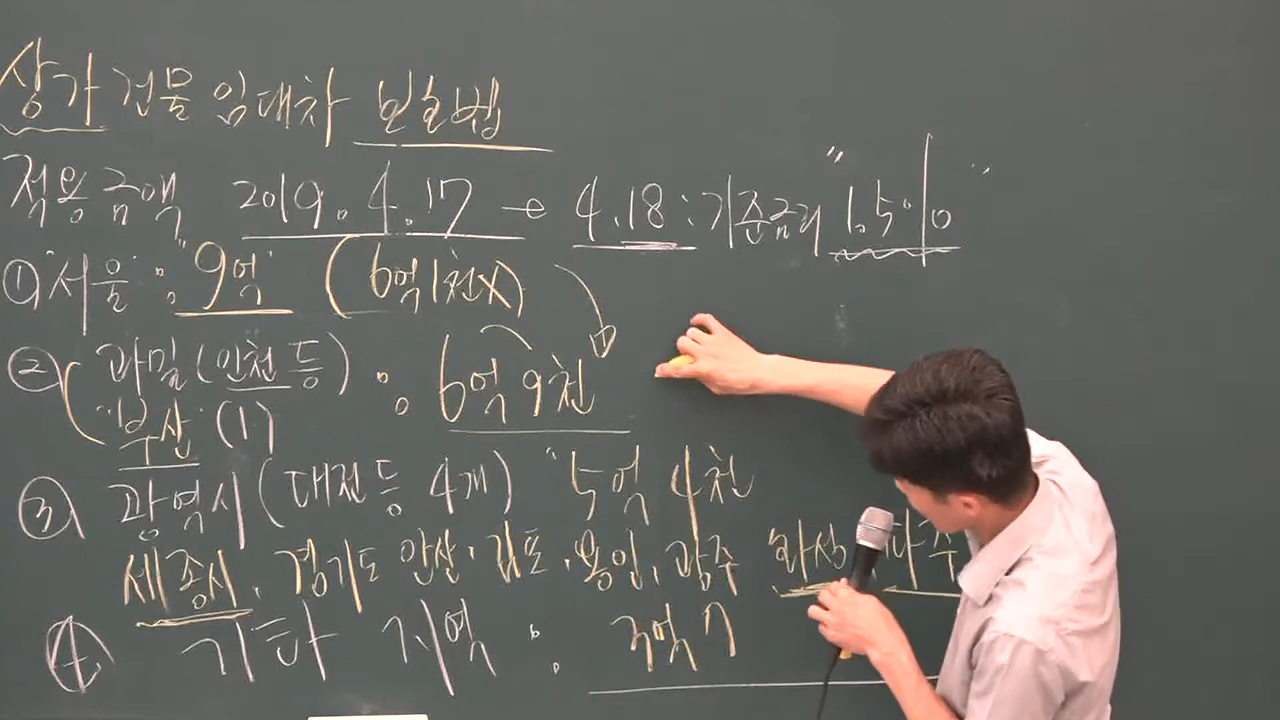 상가건물 임대차 보호법
적용금액 2019. 4. 17 → 4.18 : 기준금리 "1.5%"
① 서울 : "9억" (6억1천X)
② 과밀(인천 등) : 6억 9천
"부산" (1)
③ 광역시(대전 등 4개) "5억 4천
세종시, 경기도 안산, 김포, 용인, 광주 화성 파주
④ 기타 지역 : 3억 7